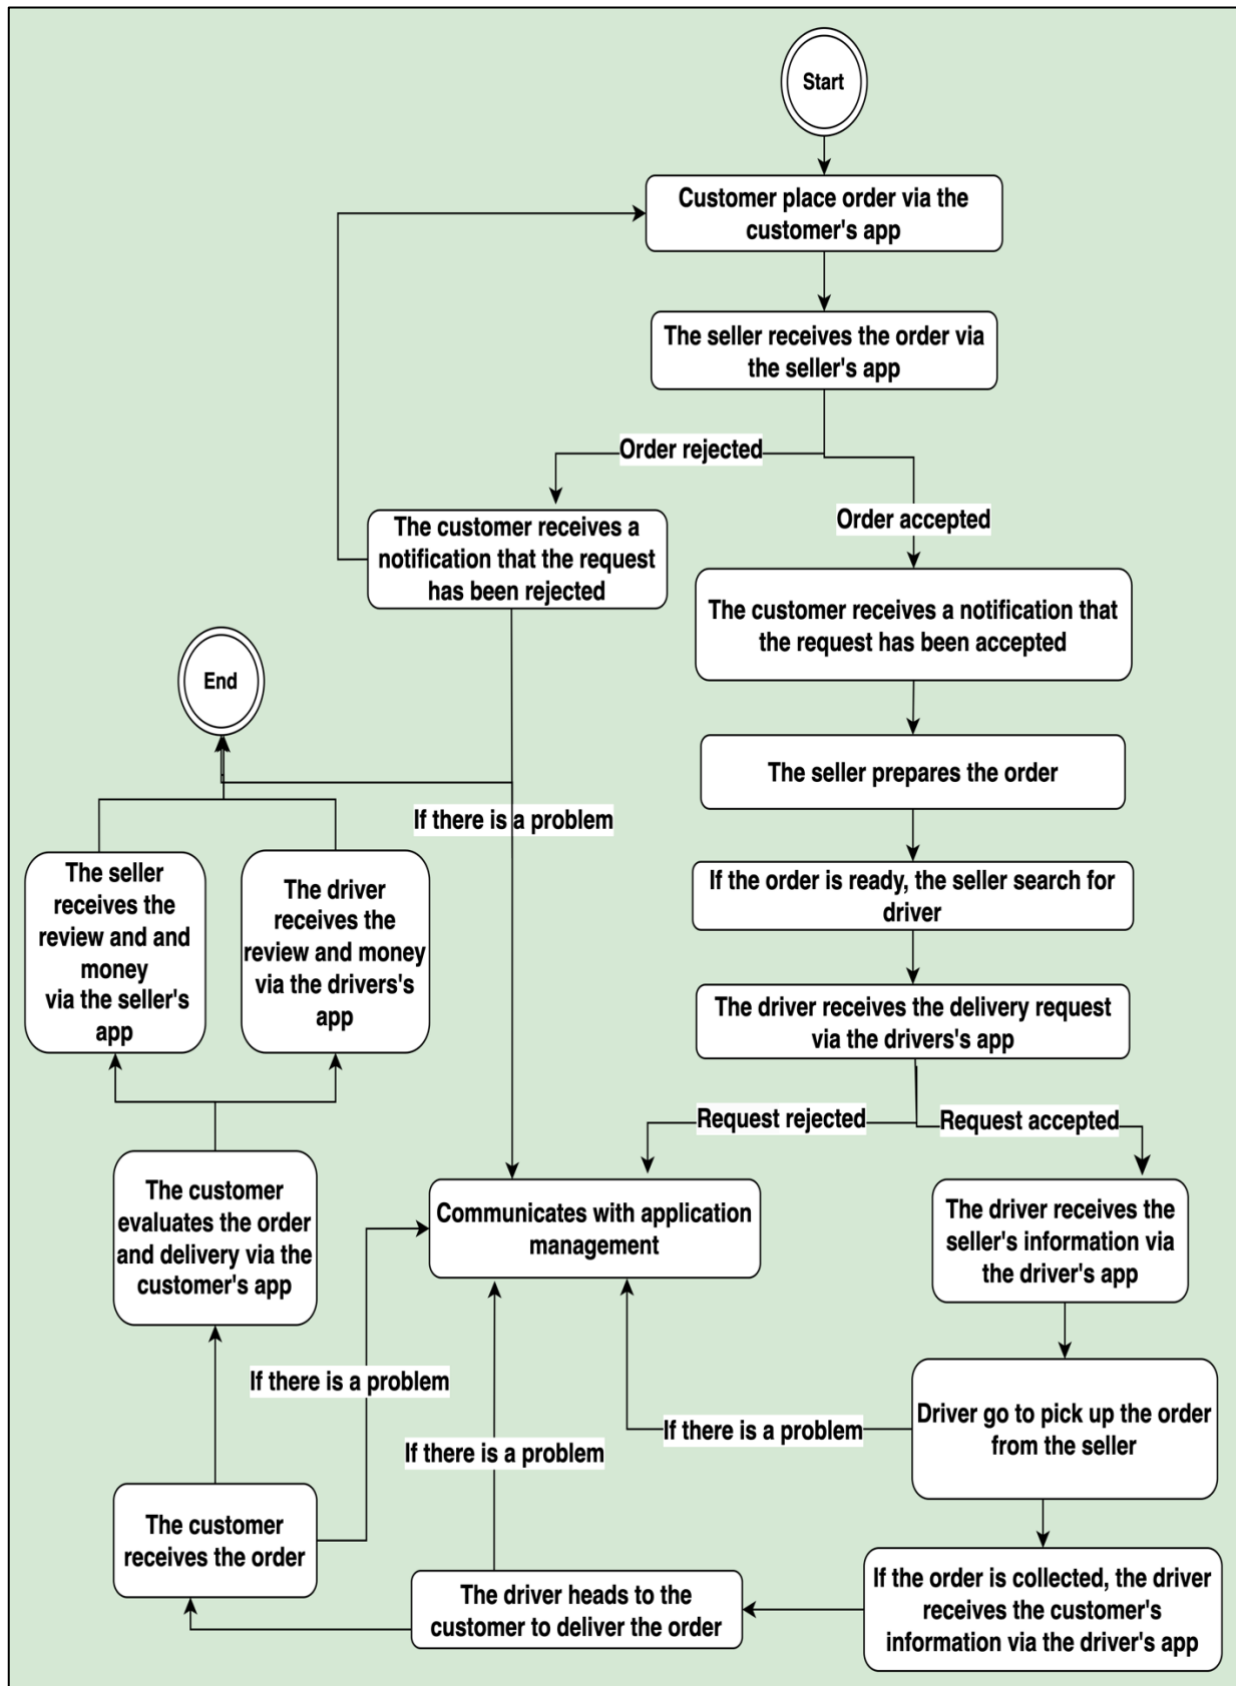 Start
Customer place order via the
customer's app
The seller receives the order via
the seller's app
Order rejected
Order accepted
The customer receives a
notification that the request
has been rejected
The customer receives a notification that
the request has been accepted
End
The seller prepares the order
If there is a problem
The seller
receives the
review and and
money
via the seller's
app
The driver
receives the
review and money
via the drivers's
app
If the order is ready, the seller search for
driver
The driver receives the delivery request
via the drivers's app
Request rejected
Request accepted
The customer
evaluates the order
and delivery via the
customer's app
Communicates with application
management
The driver receives the
seller's information via
the driver's app
If there is a problem
If there is a problem
If there is a problem
Driver go to pick up the order
from the seller
The customer
receives the order
The driver heads to the
customer to deliver the order
If the order is collected, the driver
receives the customer's
information via the driver's app